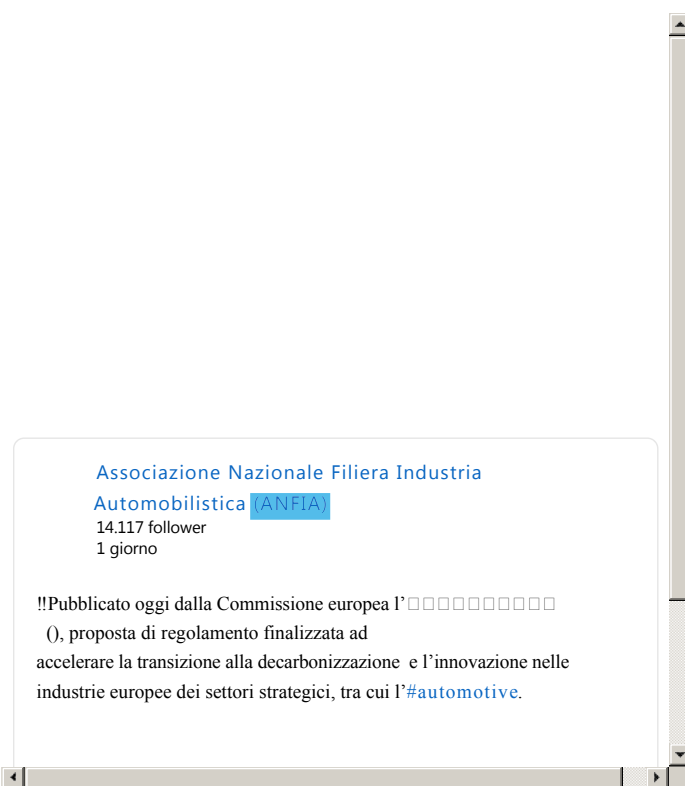 Associazione Nazionale Filiera Industria
Automobilistica (ANFIA)
14.117 follower
1 giorno
‼Pubblicato oggi dalla Commissione europea l’□□□□□□□□□□
(), proposta di regolamento finalizzata ad
accelerare la transizione alla decarbonizzazione e l’innovazione nelle
industrie europee dei settori strategici, tra cui l’#automotive.